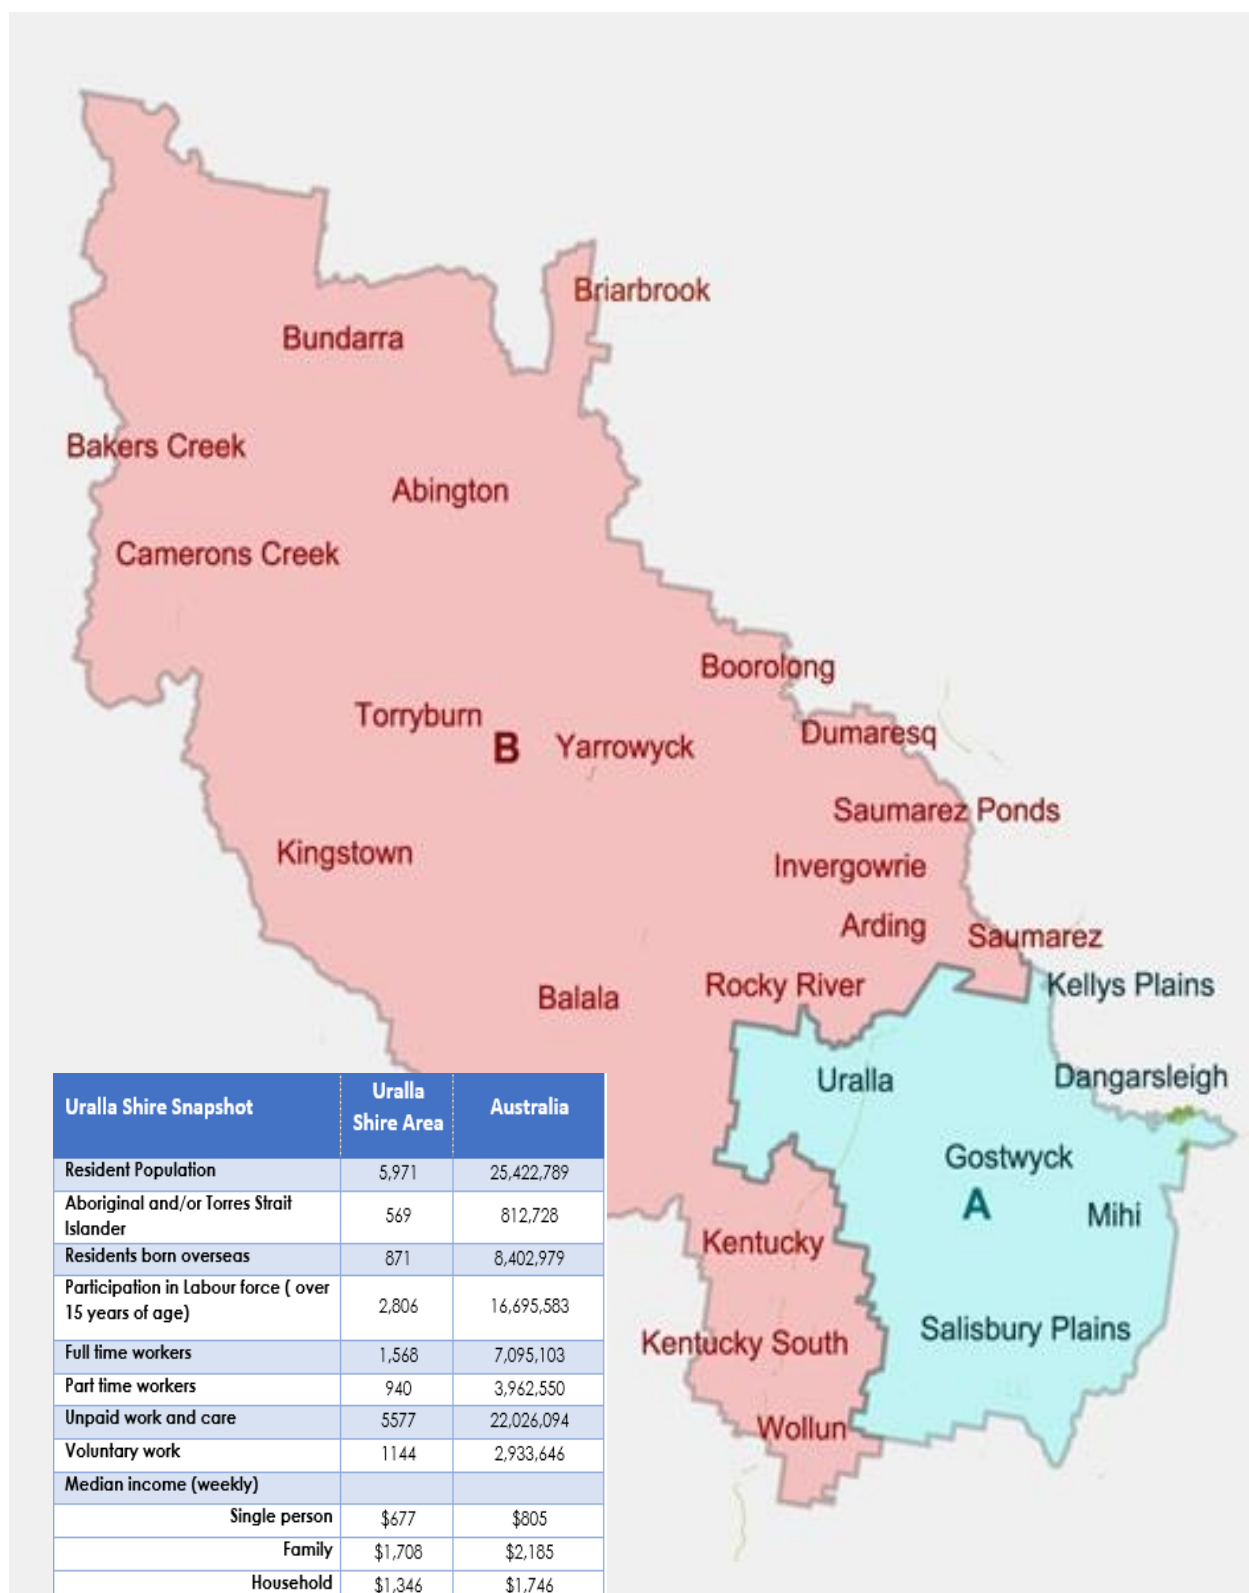 Briarbrook
Bundarra
Bakers Creek
Abington
Camerons Creek
Boorolong
Torryburn
B
Yarrowyck
Dumaresq
Saumarez Ponds
Kingstown
Invergowrie
Arding
Saumarez
Balala
Rocky River
Kellys Plains
Uralla
Dangarsleigh
Gostwyck
A
Mihi
Kentucky
Salisbury Plains
Kentucky South
Wollun
Uralla Shire Snapshot Uralla Shire Area Australia
Resident Population 5,971 25,422,789
Aboriginal and/or Torres Strait
Islander 569 812,728
Residents born overseas 871 8,402,979
Participation in Labour force ( over
15 years of age) 2,806 16,695,583
Full time workers 1,568 7,095,103
Part time workers 940 3,962,550
Unpaid work and care 5577 22,026,094
Voluntary work 1144 2,933,646
Median income (weekly)
Single person $677 $805
Family $1,708 $2,185
Household $1,346 $1,746